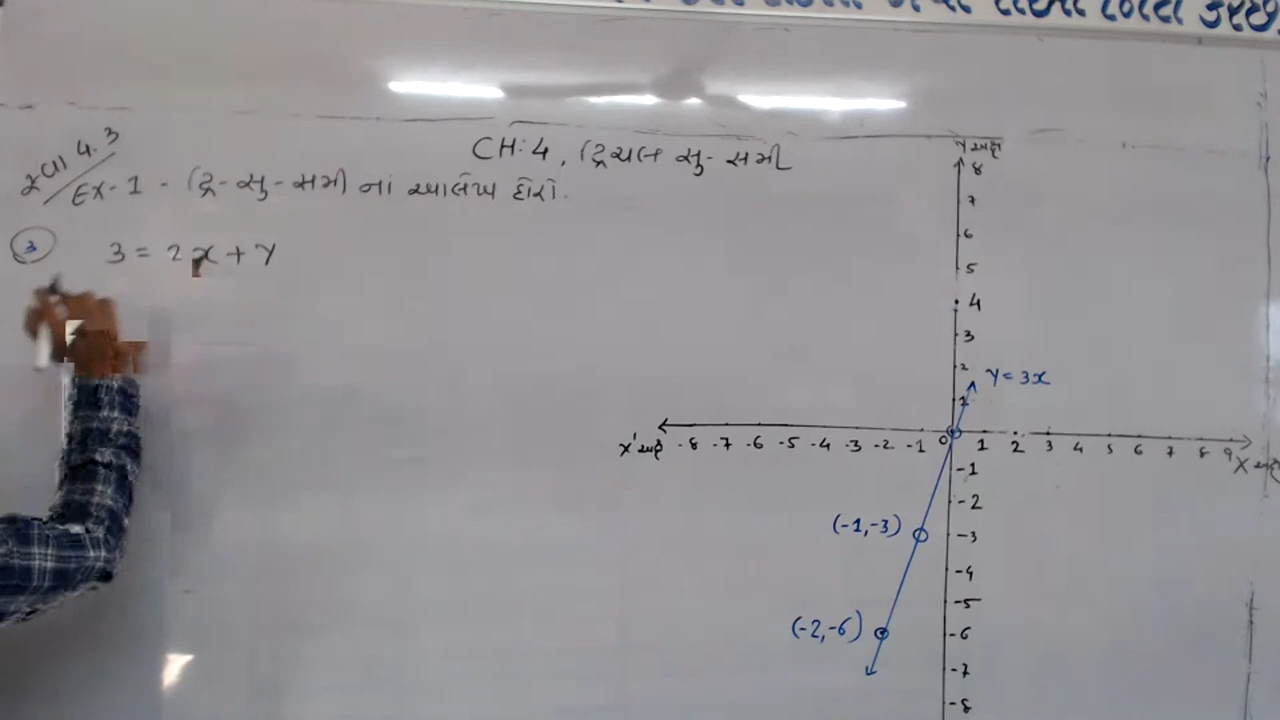 CH:4, દ્વિચલ સુ-સમી
સ્વા 4.3
Ex-1 - દ્વિ-સુ-સમી નાં આલેખ દોરો.
3 3 = 2x + y
Y અક્ષ
8
7
6
5
4
3
2
1
y = 3x
X' અક્ષ -8 -7 -6 -5 -4 -3 -2 -1 0 1 2 3 4 5 6 7 8 9 X
-1
-2
(-1,-3) -3
-4
-5
(-2,-6) -6
-7
-8